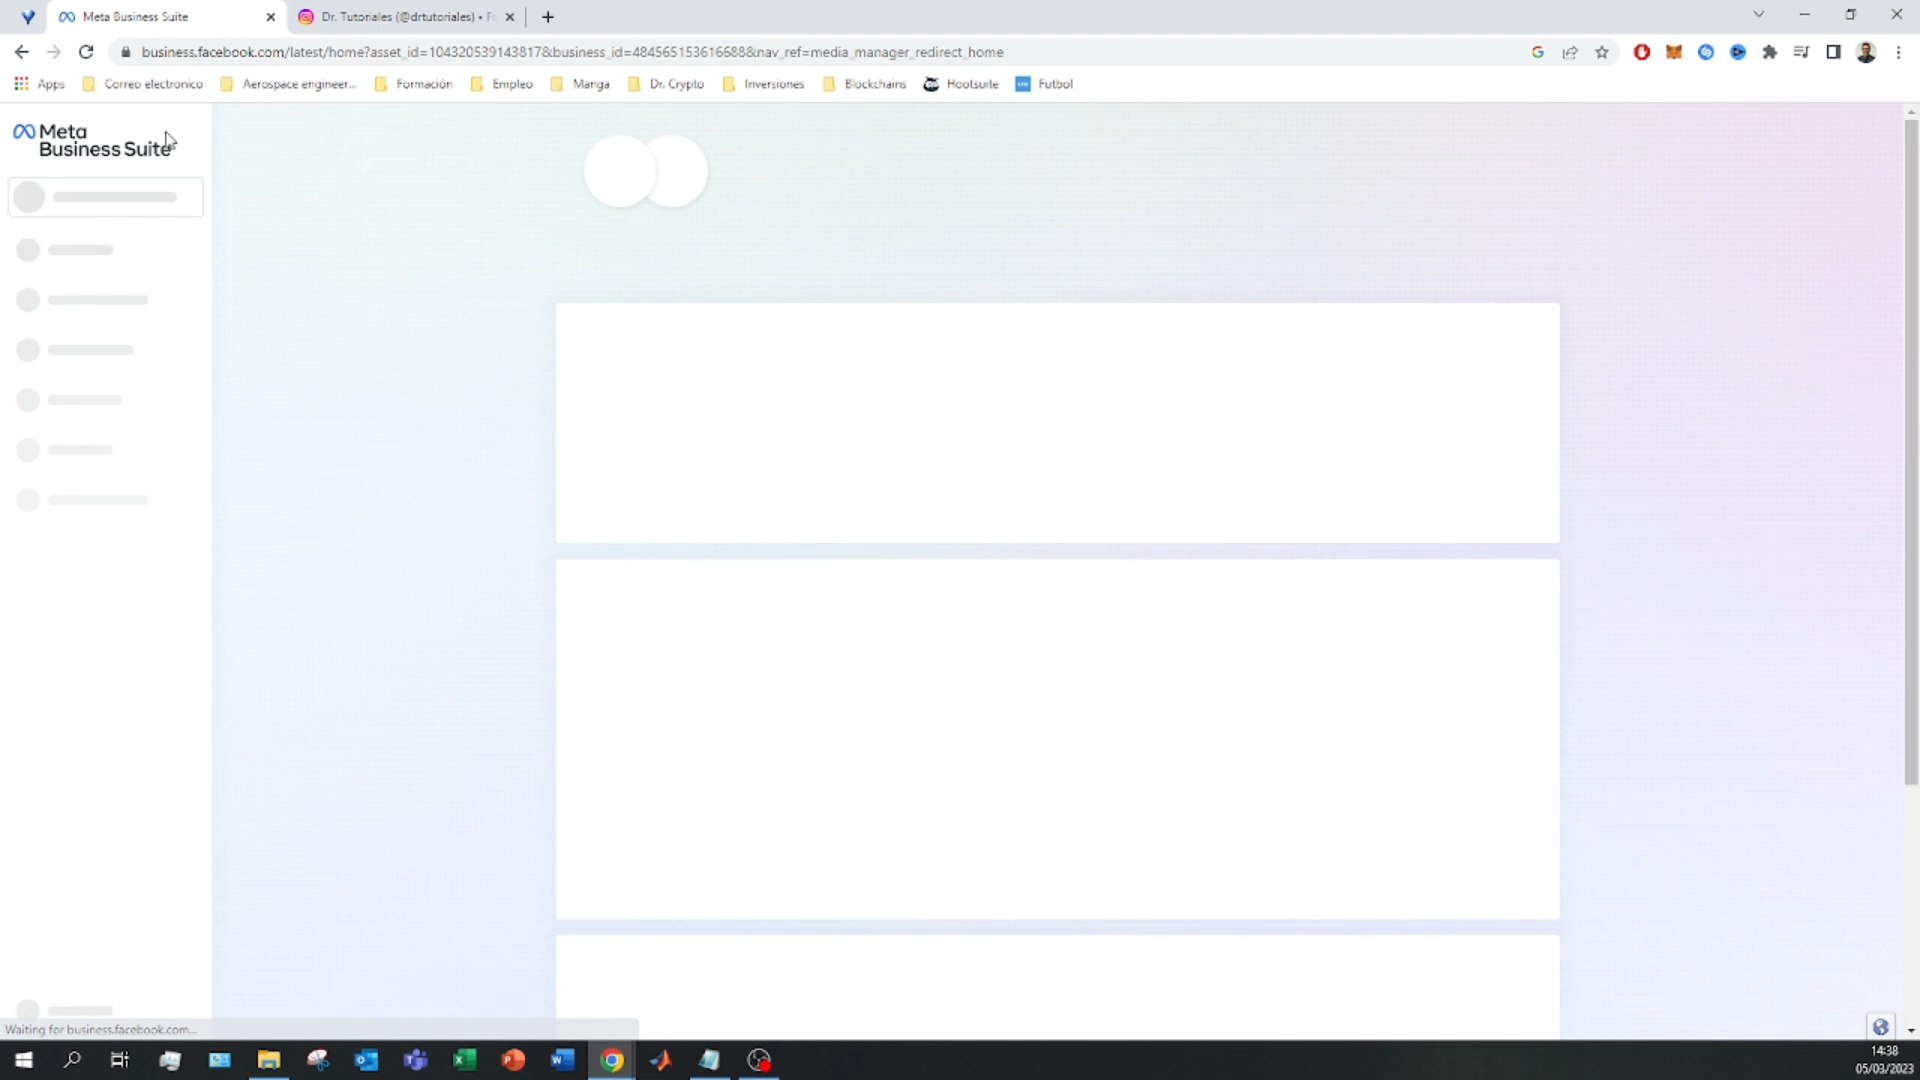 Meta Business Suite
Dr. Tutoriales (@drtutoriales) •
business.facebook.com/latest/home?asset_id=104320539143817&business_id=484565153616688&nav_ref=media_manager_redirect_home
Apps
Correo electronico
Aerospace engineer...
Formación
Empleo
Manga
Dr. Crypto
Inversiones
Blockchains
Hootsuite
Futbol
Meta
Business Suite
Waiting for business.facebook.com...
14:38
05/03/2023